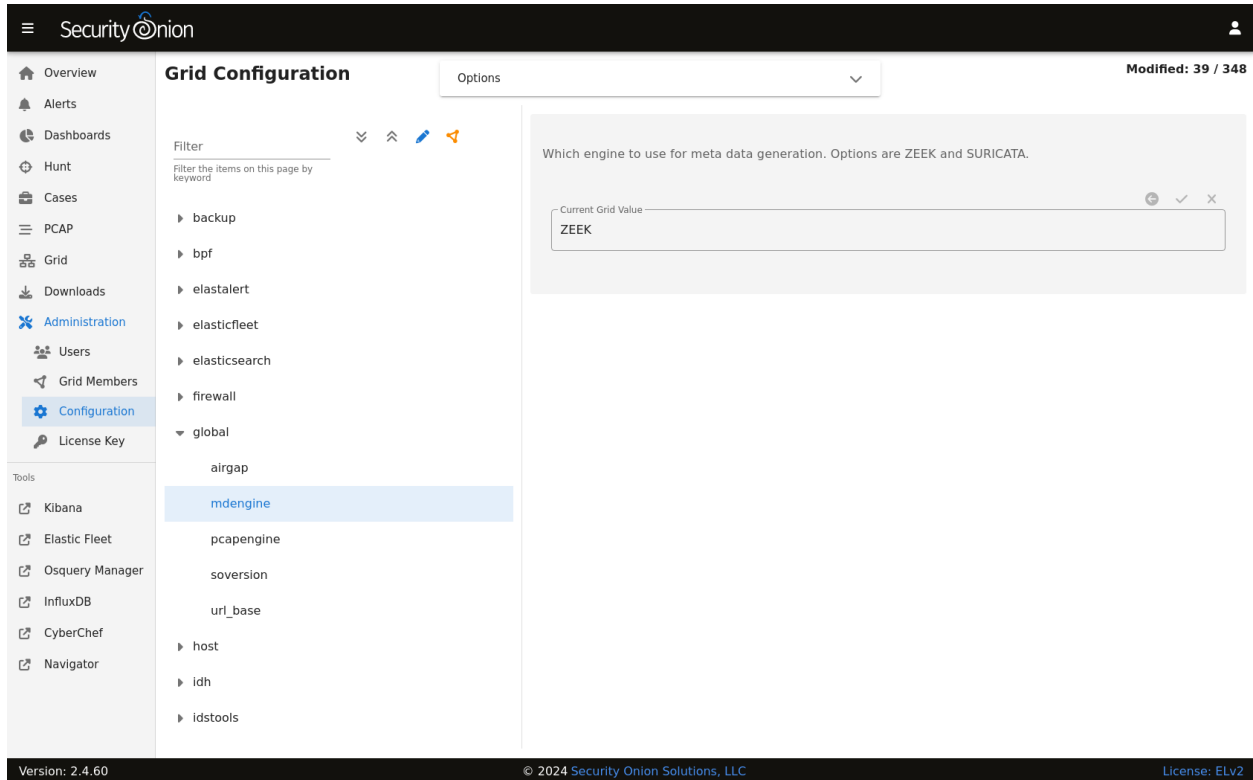 Security Onion
Overview
Alerts
Dashboards
Hunt
Cases
PCAP
Grid
Downloads
Administration
Users
Grid Members
Configuration
License Key
Tools
Kibana
Elastic Fleet
Osquery Manager
InfluxDB
CyberChef
Navigator
Grid Configuration
Options
Modified: 39 / 348
Filter
Filter the items on this page by
keyword
backup
bpf
elastalert
elasticfleet
elasticsearch
firewall
global
airgap
mdengine
pcapengine
soversion
url_base
host
idh
idstools
Which engine to use for meta data generation. Options are ZEEK and SURICATA.
Current Grid Value
ZEEK
Version: 2.4.60
© 2024 Security Onion Solutions, LLC
License: ELv2